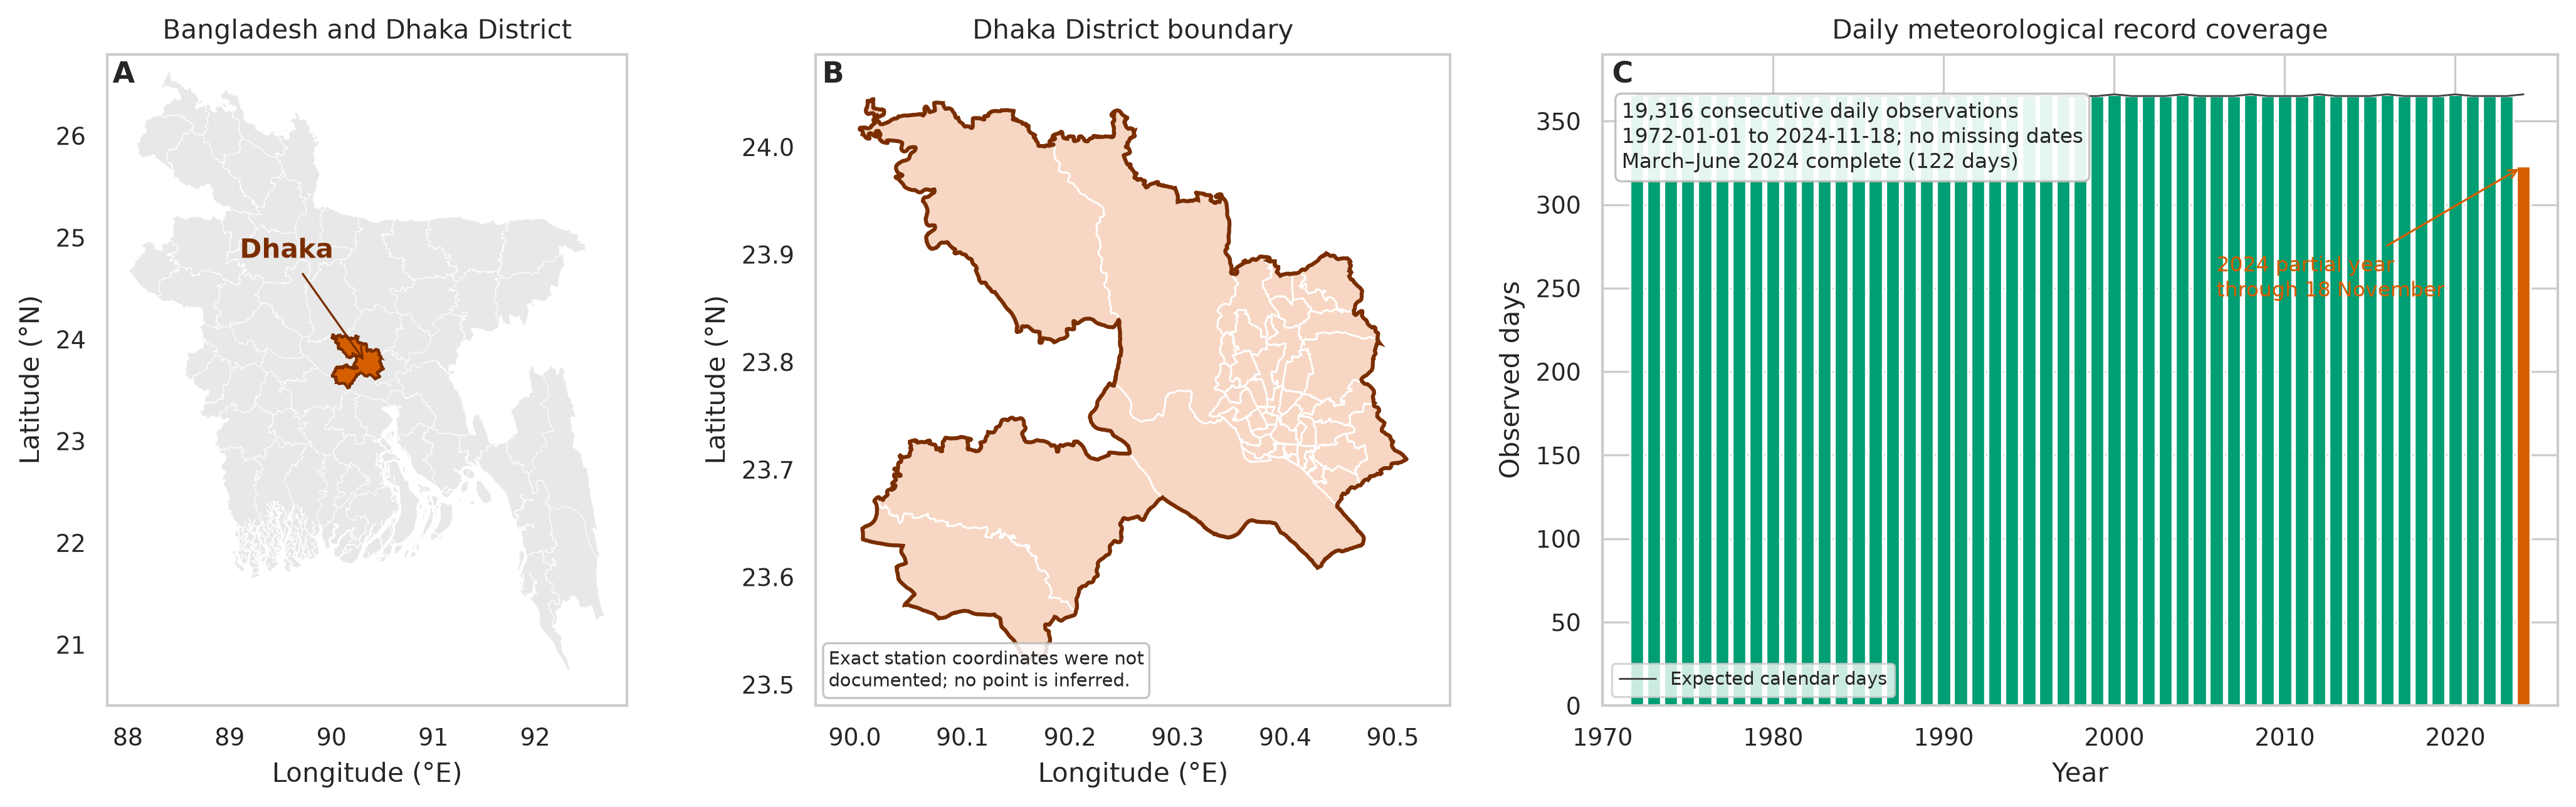 Bangladesh and Dhaka District
A
Dhaka
26
25
24
23
22
21
Latitude (°N)
88 89 90 91 92
Longitude (°E)
Dhaka District boundary
B
24.0
23.9
23.8
23.7
23.6
23.5
Latitude (°N)
Exact station coordinates were not
documented; no point is inferred.
90.0 90.1 90.2 90.3 90.4 90.5
Longitude (°E)
Daily meteorological record coverage
C
19,316 consecutive daily observations
1972-01-01 to 2024-11-18; no missing dates
March–June 2024 complete (122 days)
2024 partial year
through 18 November
350
300
250
200
150
100
50
0
Observed days
Expected calendar days
1970 1980 1990 2000 2010 2020
Year